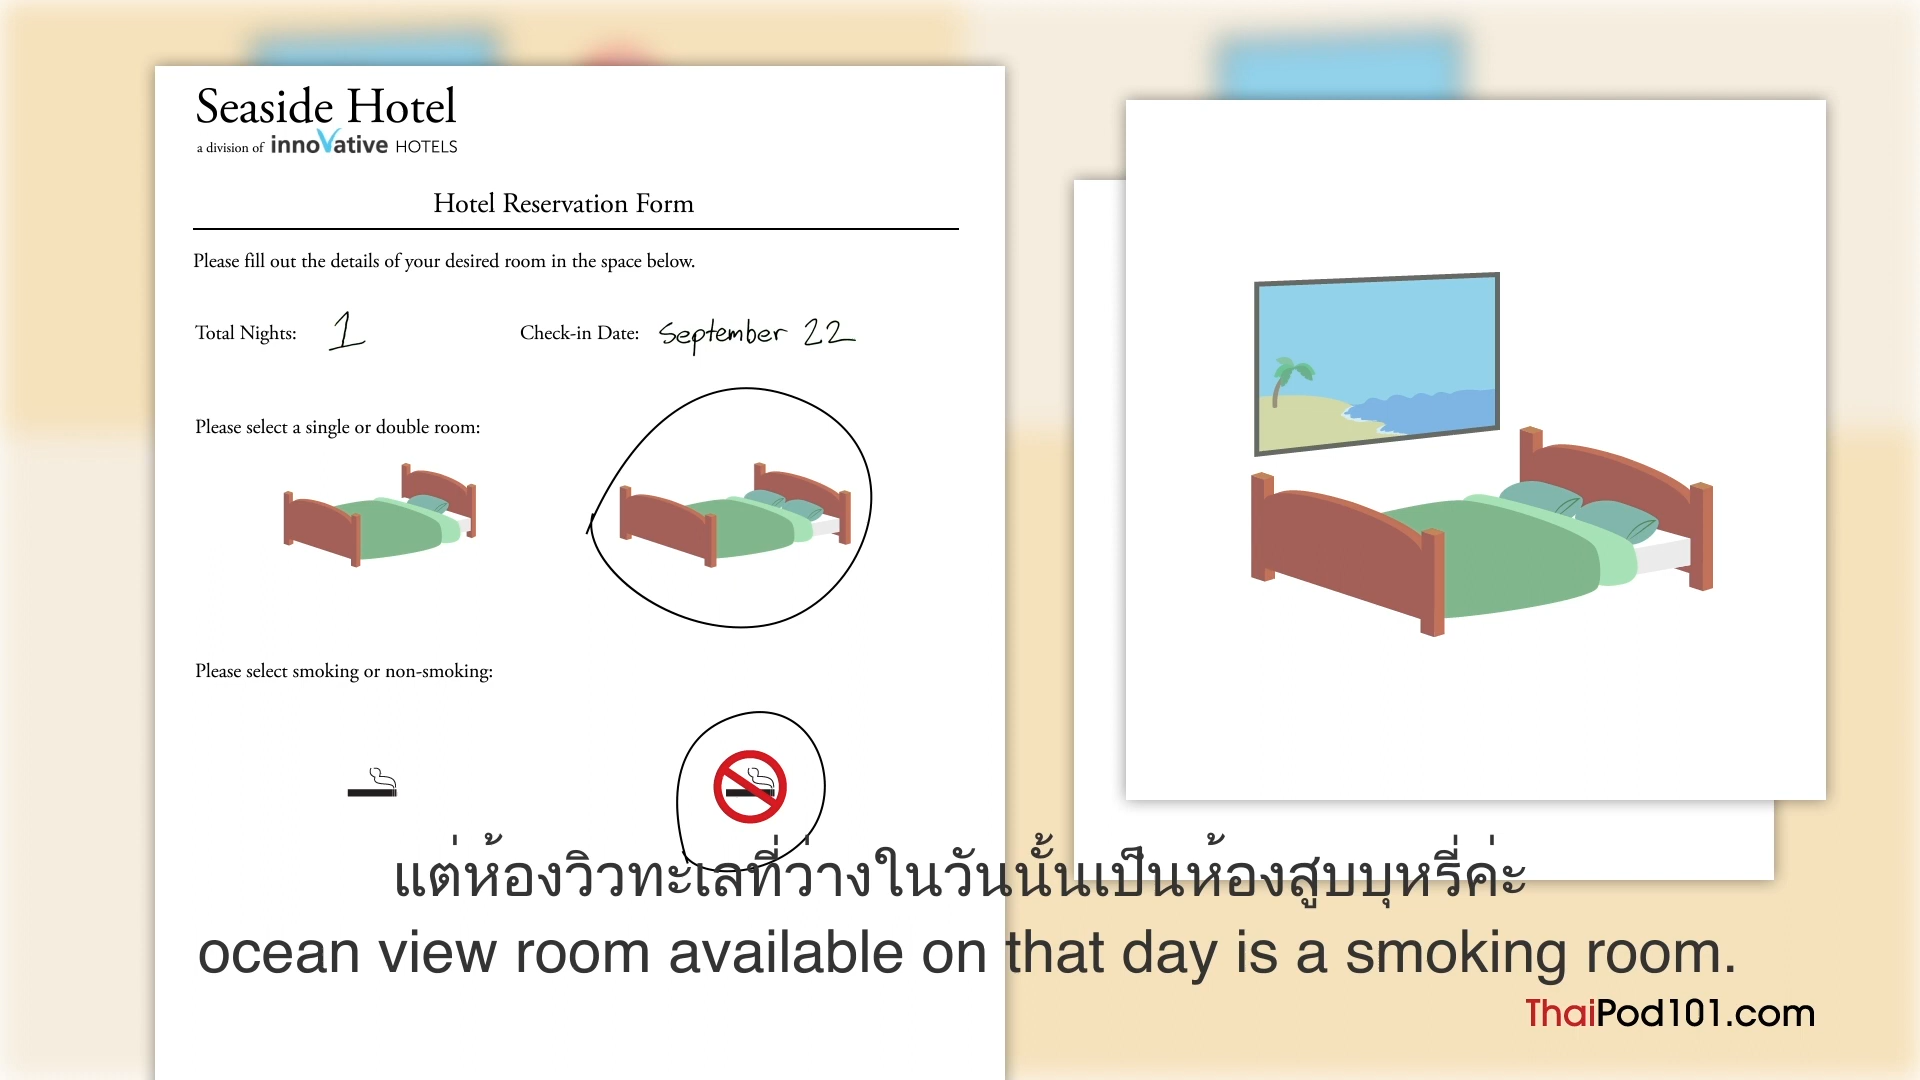 Seaside Hotel
a division of innovative HOTELS
Hotel Reservation Form
Please fill out the details of your desired room in the space below.
Total Nights: 1 Check-in Date: September 22
Please select a single or double room:
Please select smoking or non-smoking:
แต่ห้องวิวทะเลที่ว่างในวันนั้นเป็นห้องสูบบุหรี่ค่ะ
ocean view room available on that day is a smoking room.
ThaiPod101.com